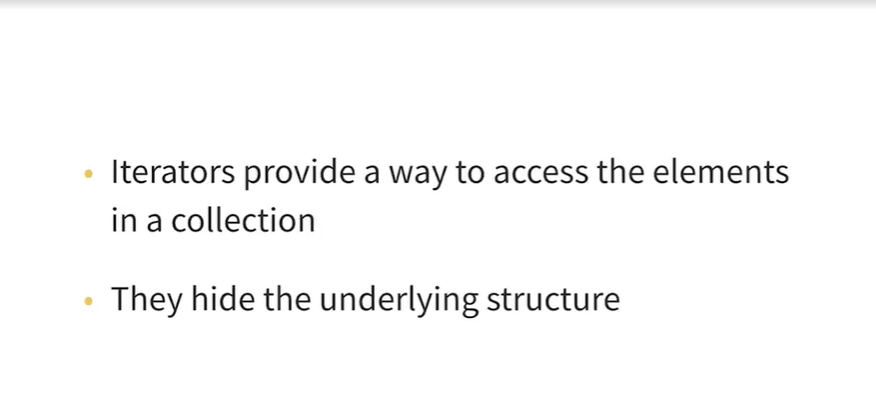 • Iterators provide a way to access the elements
in a collection
• They hide the underlying structure